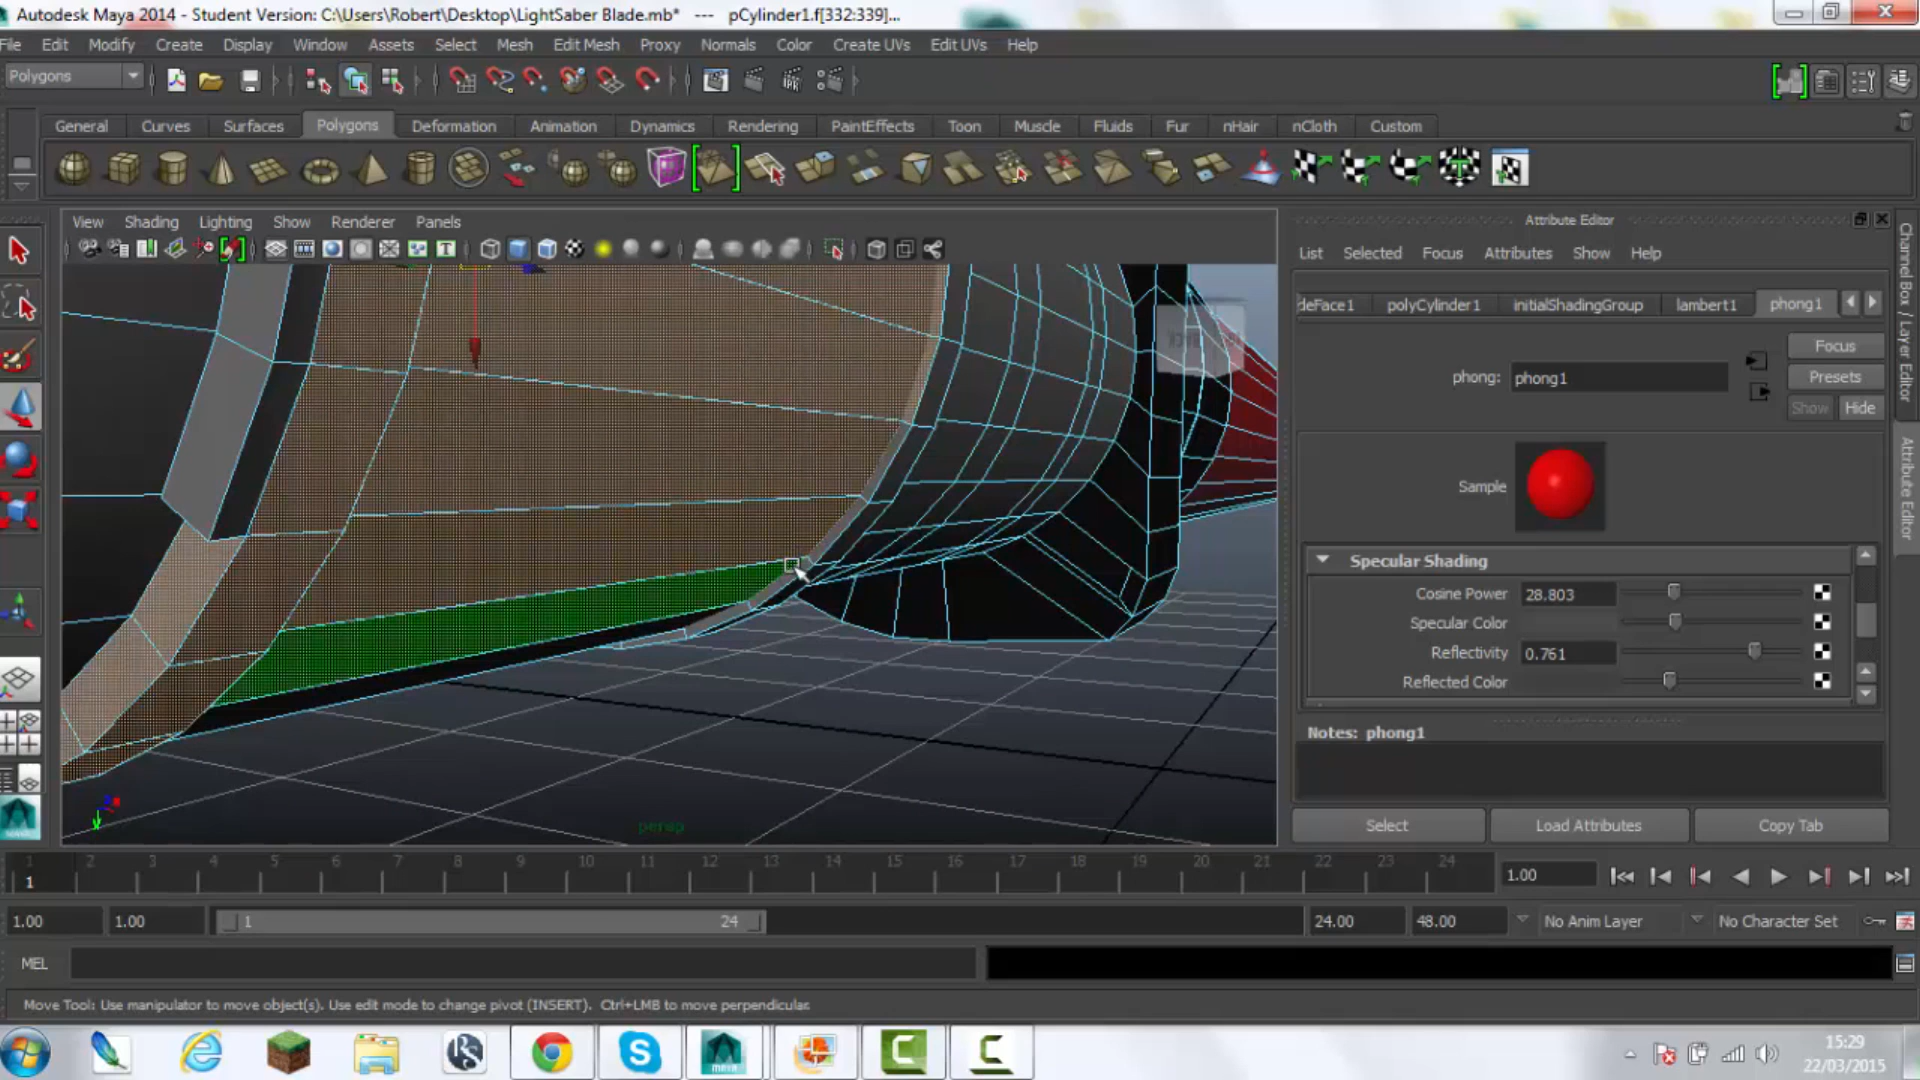 Autodesk Maya 2014 - Student Version: C:\Users\Robert\Desktop\LightSaber Blade.mb* --- pCylinder1.f[332:339]...
File Edit Modify Create Display Window Assets Select Mesh Edit Mesh Proxy Normals Color Create UVs Edit UVs Help
Polygons
General Curves Surfaces Polygons Deformation Animation Dynamics Rendering PaintEffects Toon Muscle Fluids Fur nHair nCloth Custom
View Shading Lighting Show Renderer Panels
Attribute Editor
List Selected Focus Attributes Show Help
deFace1 polyCylinder1 initialShadingGroup lambert1 phong1
Focus
phong: phong1
Presets
Show Hide
Sample
Specular Shading
Cosine Power 28.803
Specular Color
Reflectivity 0.761
Reflected Color
Notes: phong1
Select Load Attributes Copy Tab
Channel Box / Layer Editor
Attribute Editor
persp
1 2 3 4 5 6 7 8 9 10 11 12 13 14 15 16 17 18 19 20 21 22 23 24
1
1.00
1.00 1.00 1 24 24.00 48.00 No Anim Layer No Character Set
MEL
Move Tool: Use manipulator to move object(s). Use edit mode to change pivot (INSERT). Ctrl+LMB to move perpendicular.
15:29
22/03/2015